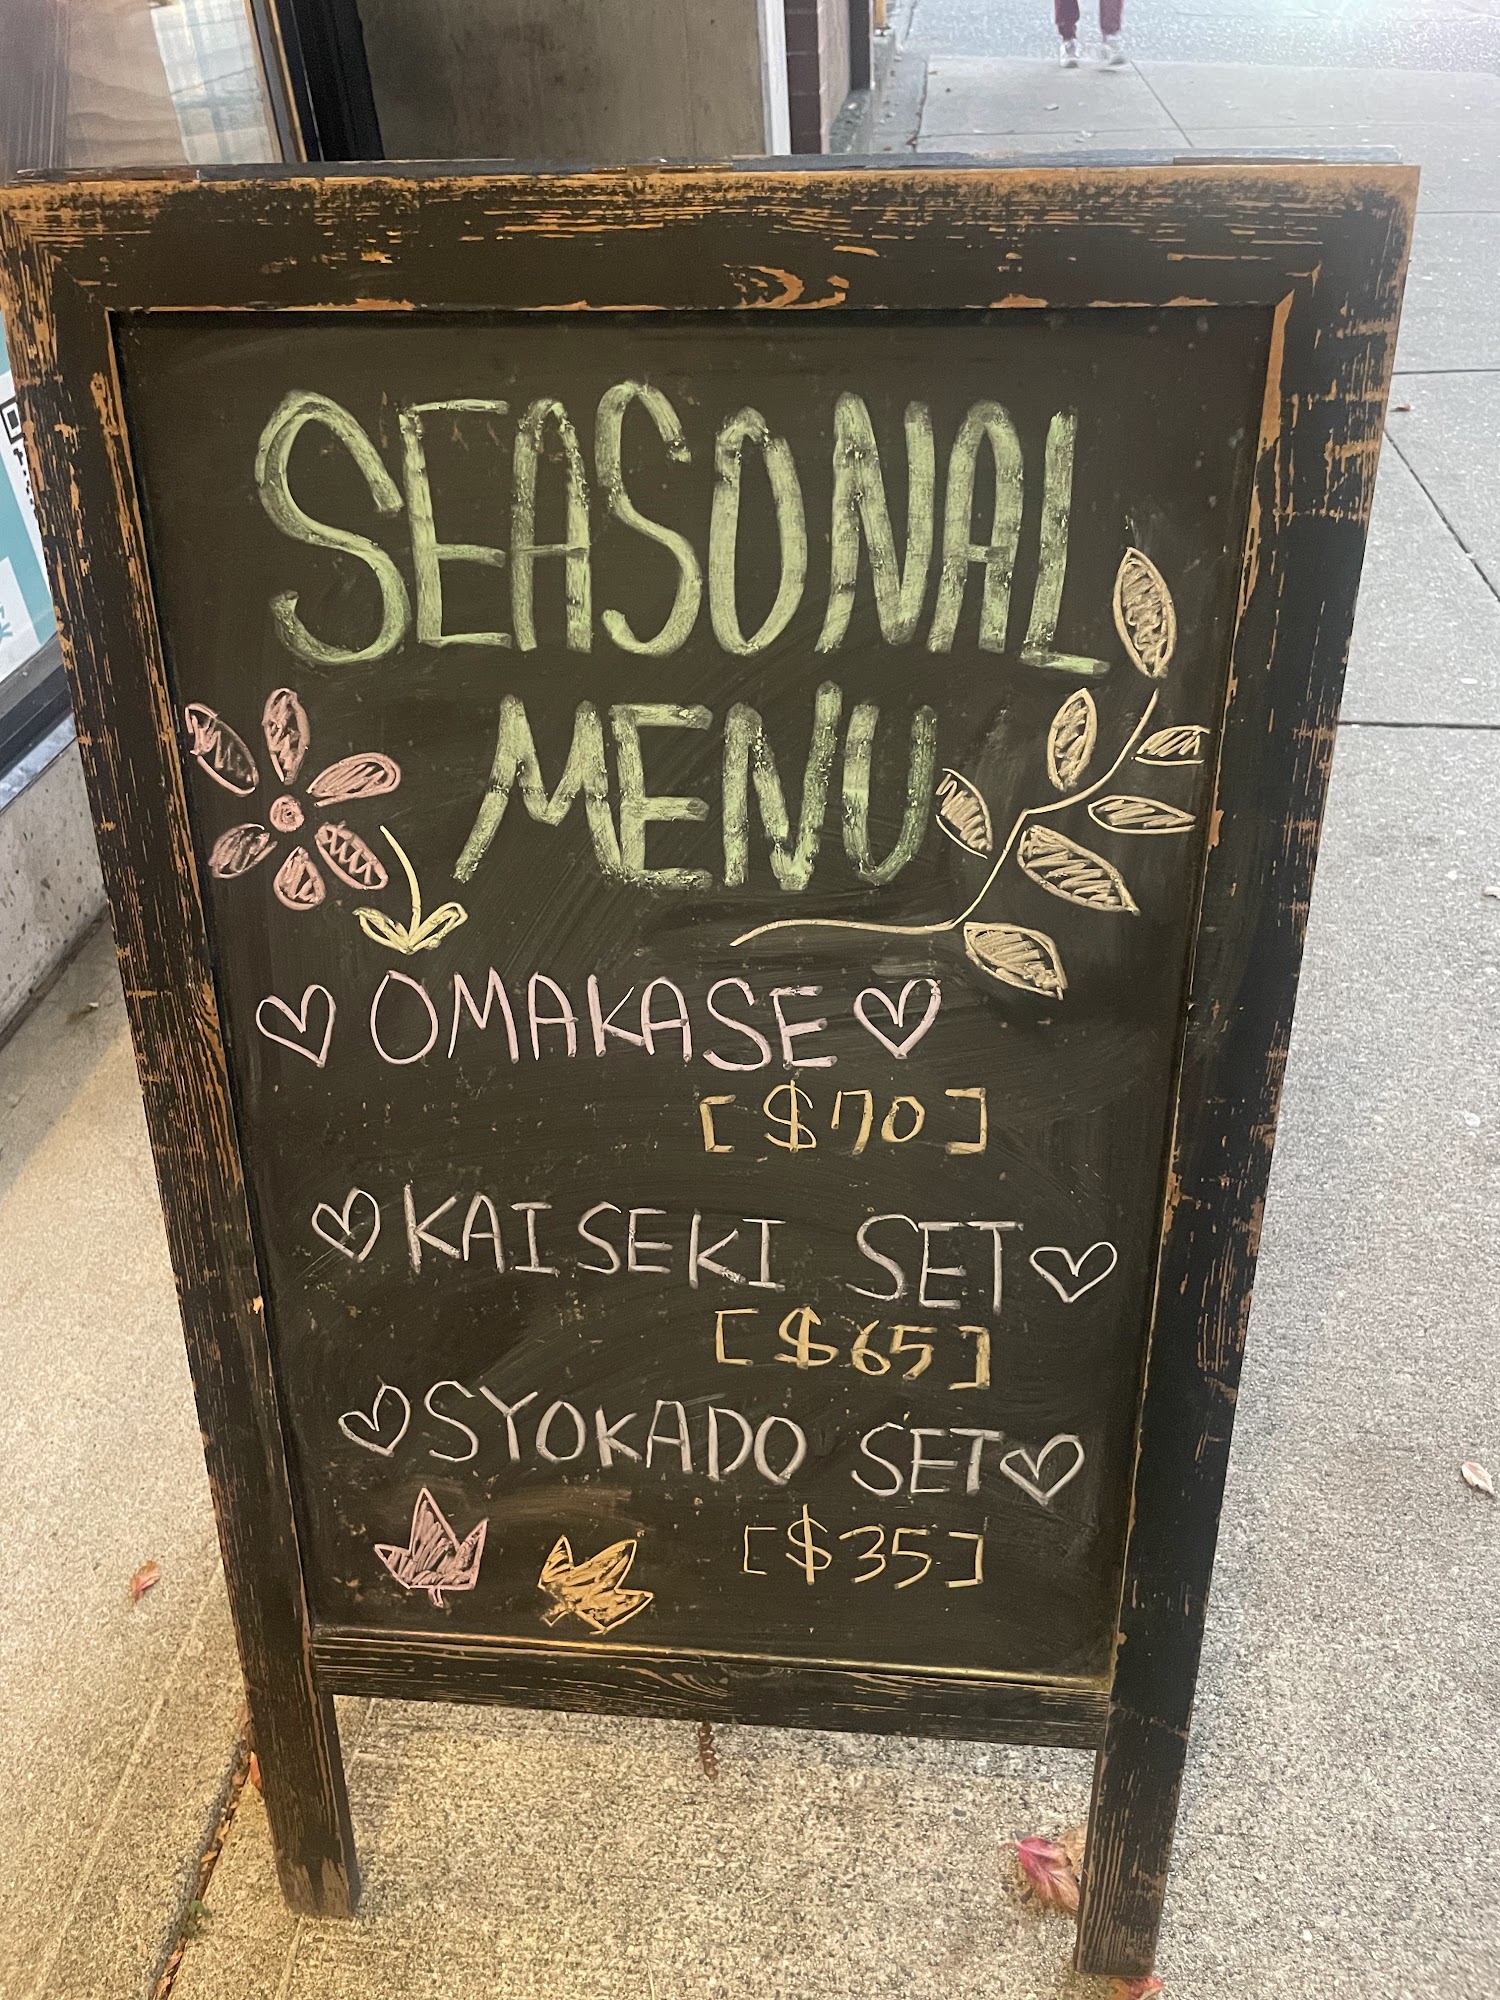 SEASONAL
MENU
OMAKASE
[$70]
KAISEKI SET
[$65]
SYOKADO SET
[$35]